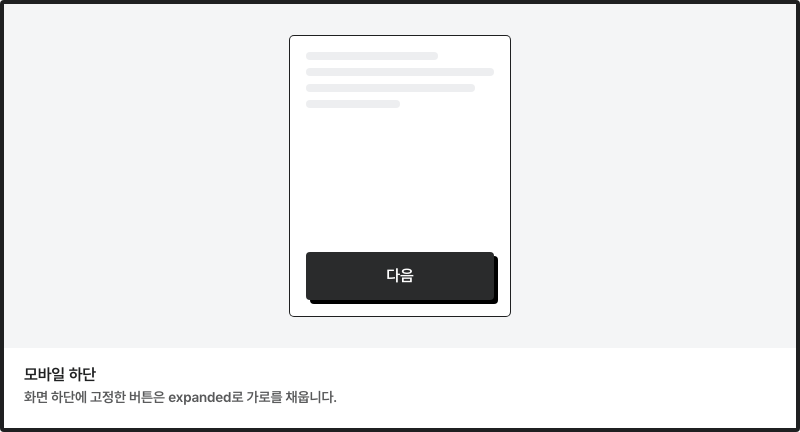 다음
모바일 하단
화면 하단에 고정한 버튼은 expanded로 가로를 채웁니다.